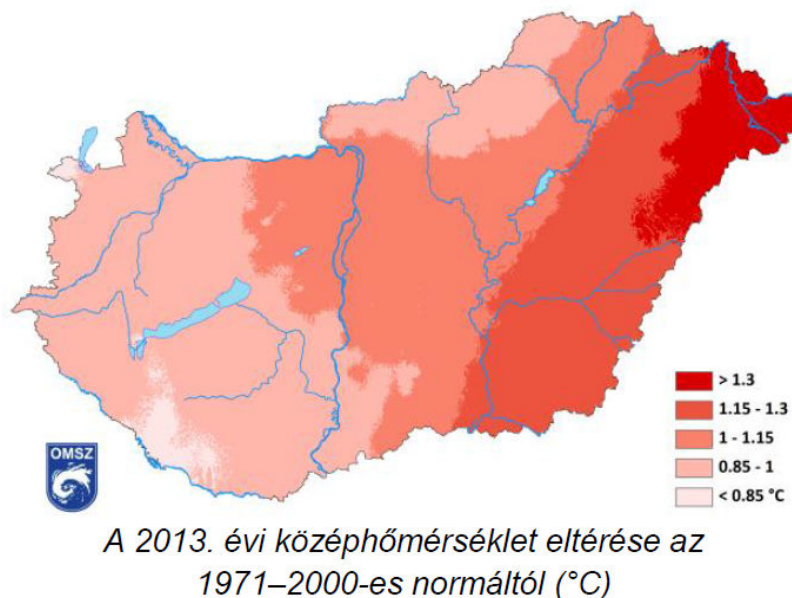 > 1.3
1.15 - 1.3
1 - 1.15
0.85 - 1
< 0.85 °C
OMSZ
A 2013. évi középhőmérséklet eltérése az
1971–2000-es normáltól (°C)